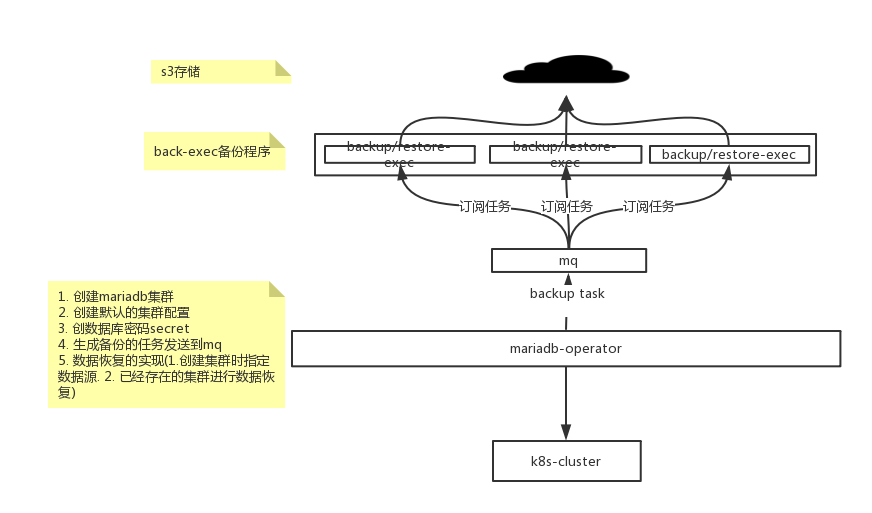 s3存储
back-exec备份程序
backup/restore-
exec
backup/restore-
exec
backup/restore-exec
订阅任务
订阅任务
订阅任务
mq
backup task
1. 创建mariadb集群
2. 创建默认的集群配置
3. 创数据库密码secret
4. 生成备份的任务发送到mq
5. 数据恢复的实现(1.创建集群时指定
数据源. 2. 已经存在的集群进行数据恢
复)
mariadb-operator
k8s-cluster